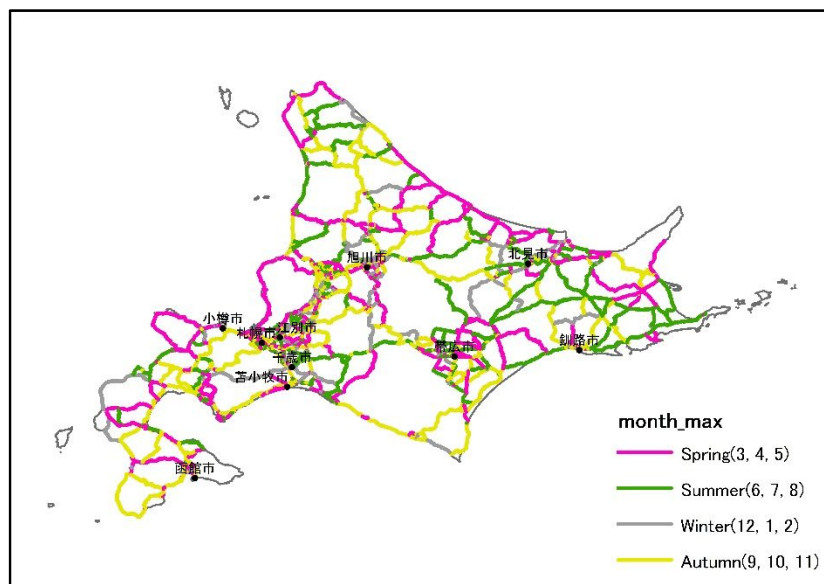 旭川市
北見市
小樽市
札幌市
江別市
千歳市
帯広市
釧路市
苫小牧市
函館市
month_max
Spring(3, 4, 5)
Summer(6, 7, 8)
Winter(12, 1, 2)
Autumn(9, 10, 11)